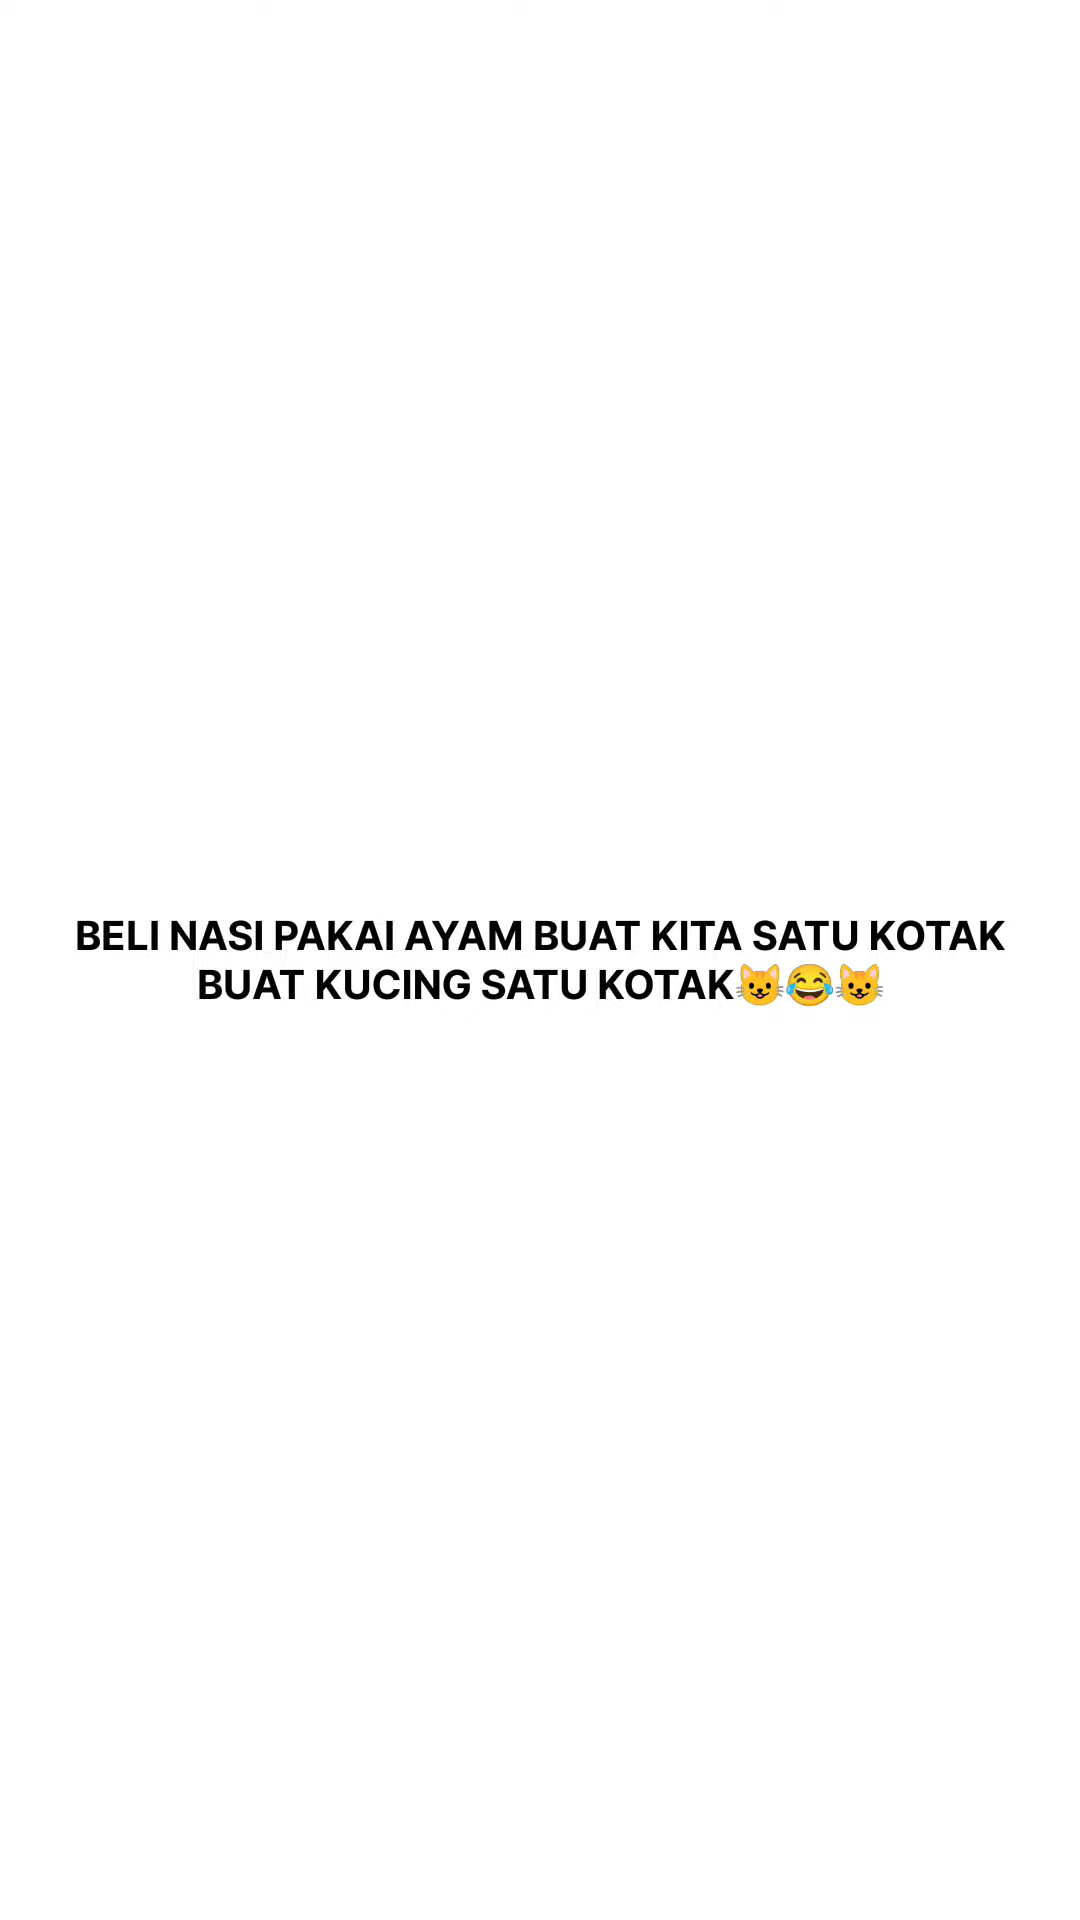 BELI NASI PAKAI AYAM BUAT KITA SATU KOTAK
BUAT KUCING SATU KOTAK😺😂😺